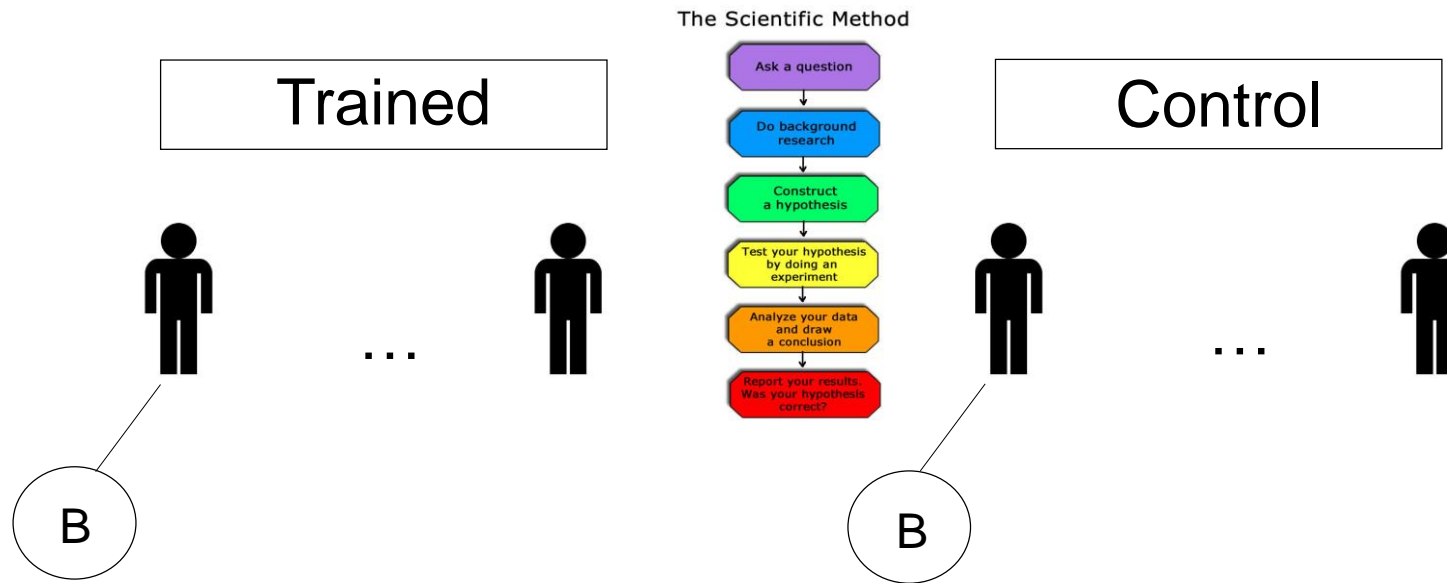 The Scientific Method
Trained
Ask a question
Do background
research
Construct
a hypothesis
Test your hypothesis
by doing an
experiment
Analyze your data
and draw
a conclusion
Report your results.
Was your hypothesis
correct?
Control
...
...
B
B